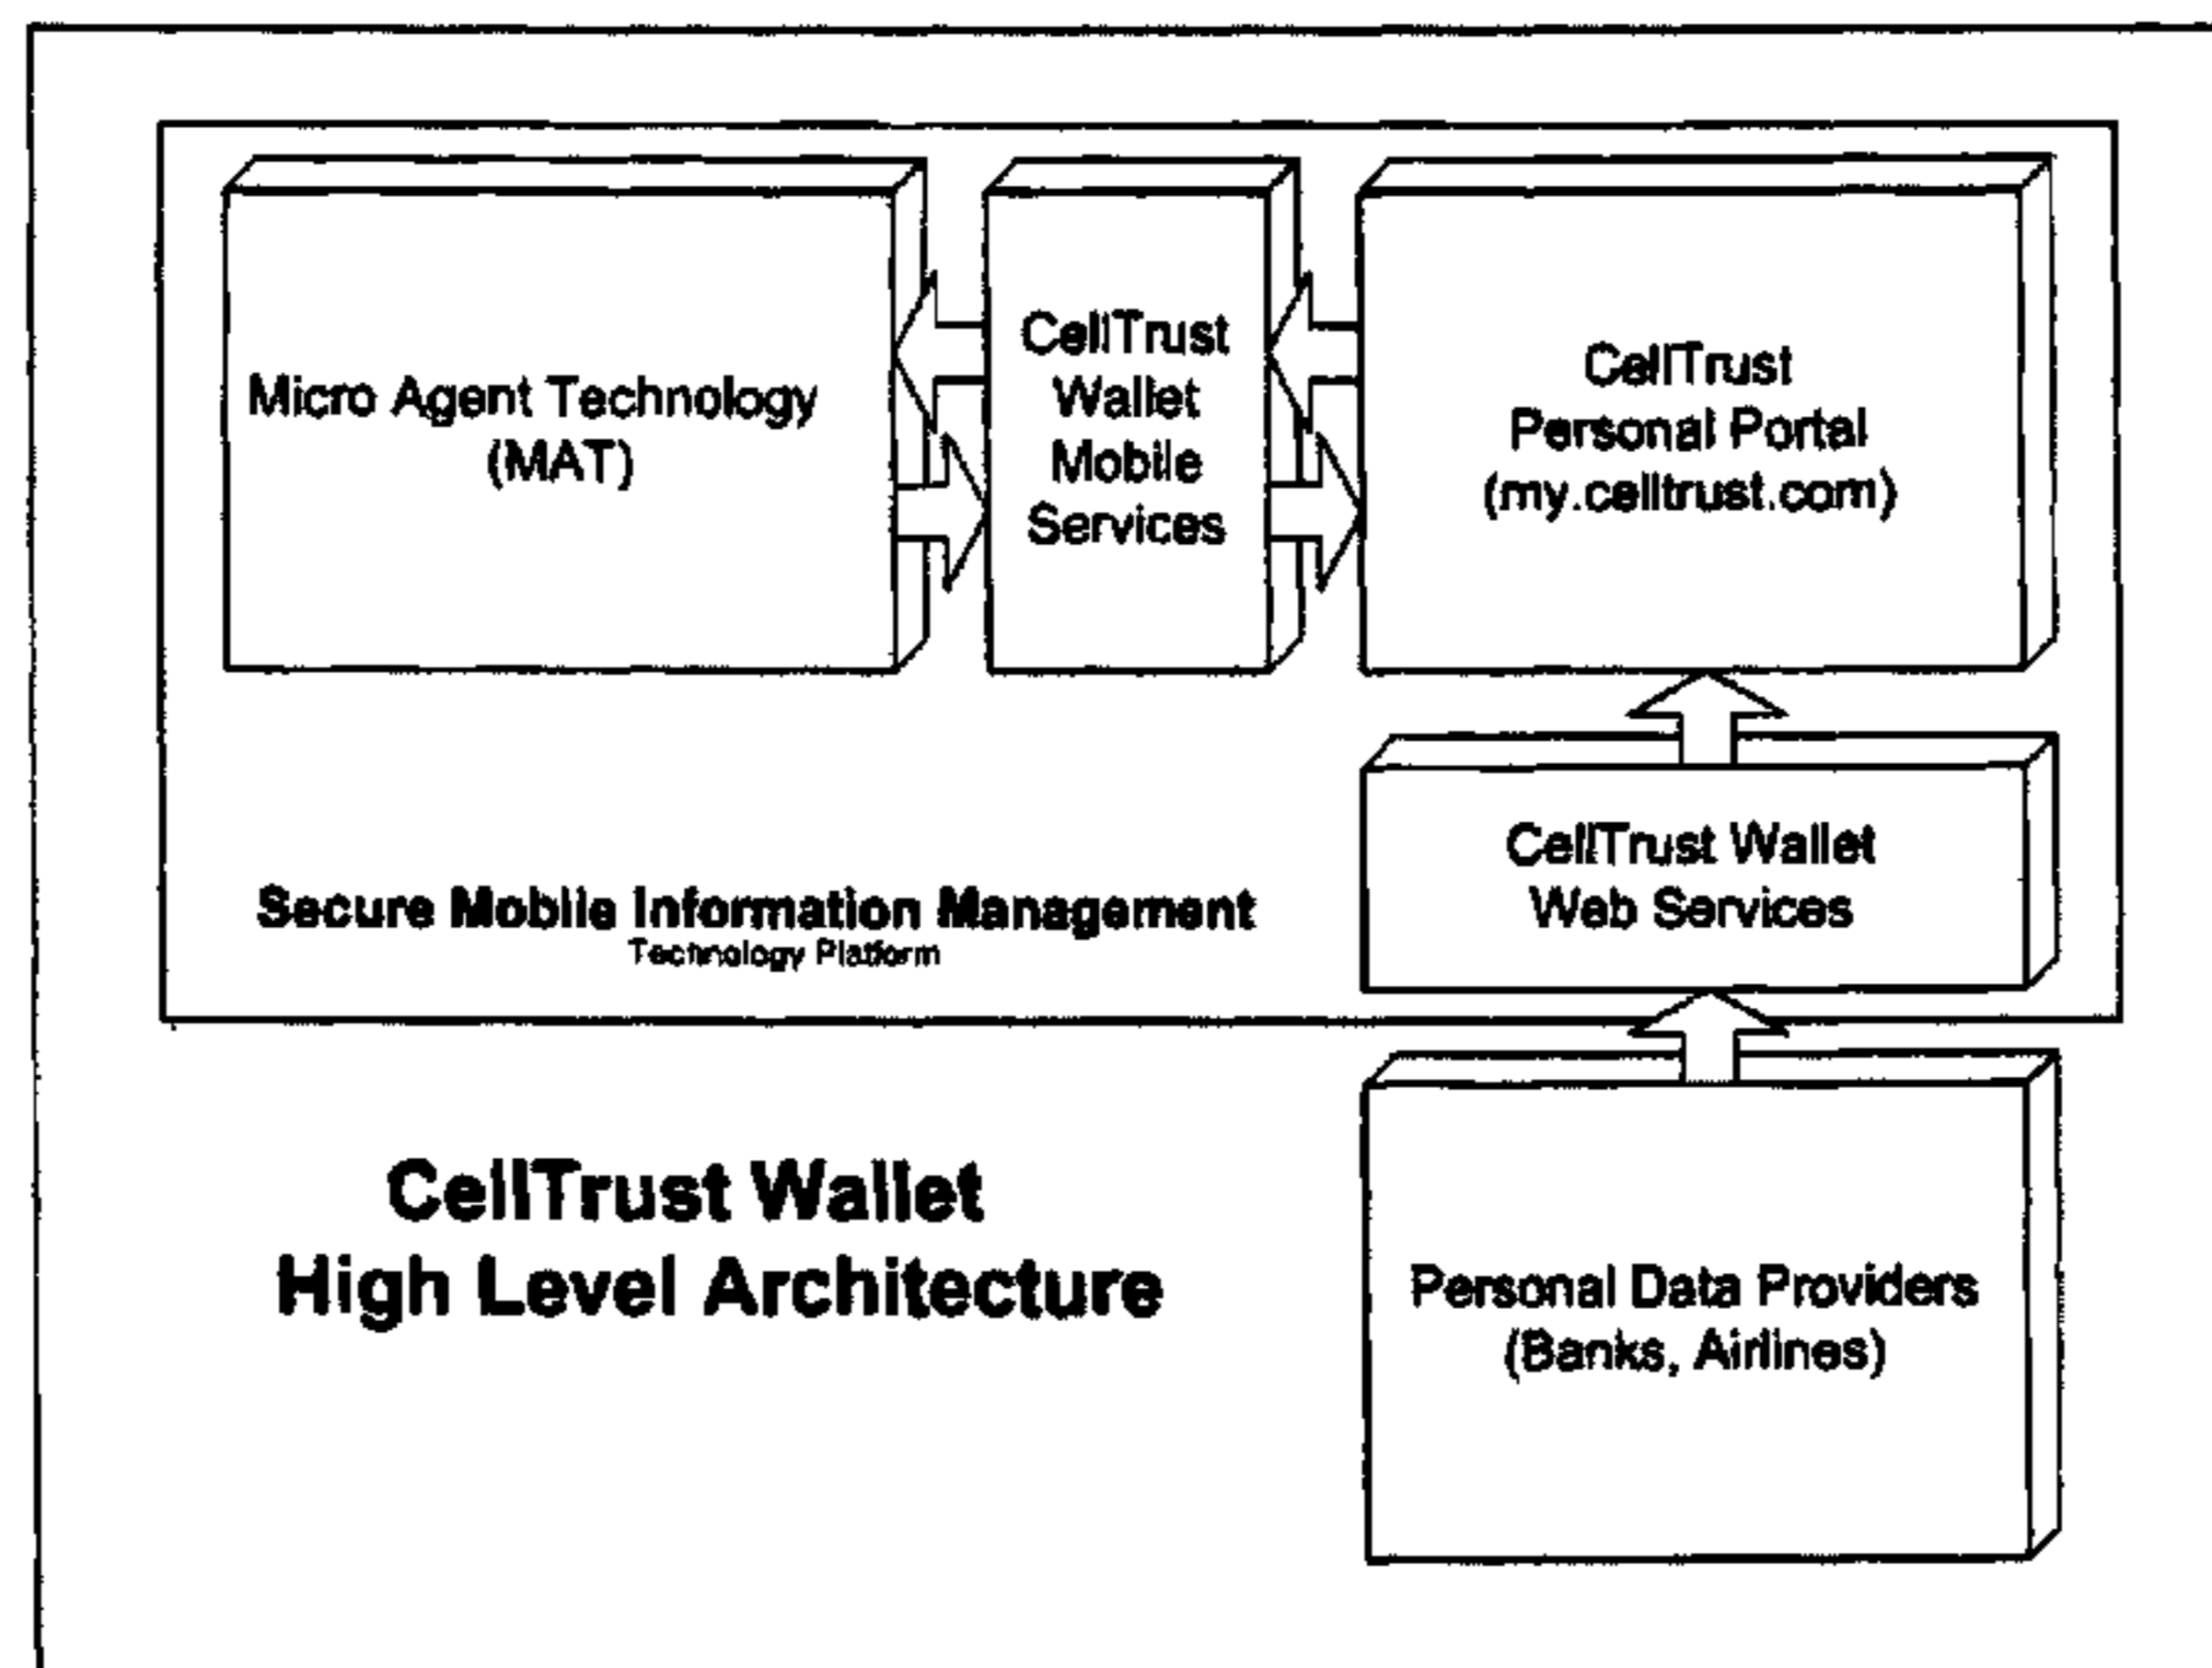 Micro Agent Technology
(MAT)
CellTrust
Wallet
Mobile
Services
CellTrust
Personal Portal
(my.celltrust.com)
CellTrust Wallet
Web Services
Secure Mobile Information Management
Technology Platform
CellTrust Wallet
High Level Architecture
Personal Data Providers
(Banks, Airlines)